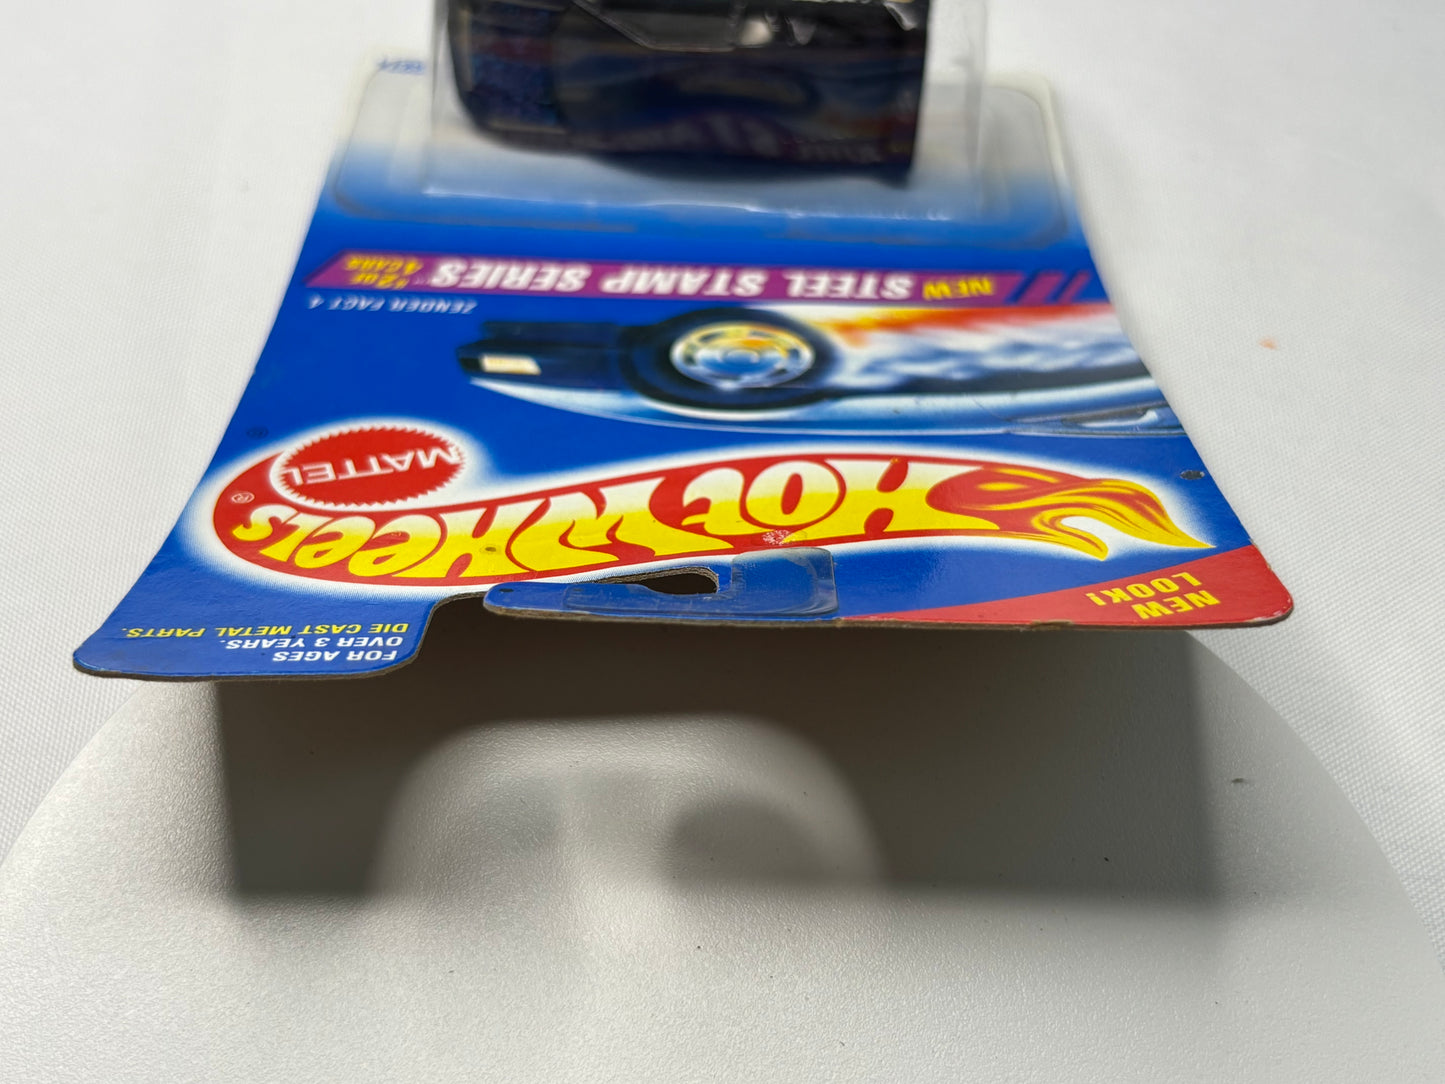 FOR AGES
OVER 3 YEARS.
DIE CAST METAL PARTS.
NEW
LOOK!
HOT WHEELS ®
MATTEL
®
ZENDER FACT 4
NEW STEEL STAMP SERIES™ #2 OF
4 CARS